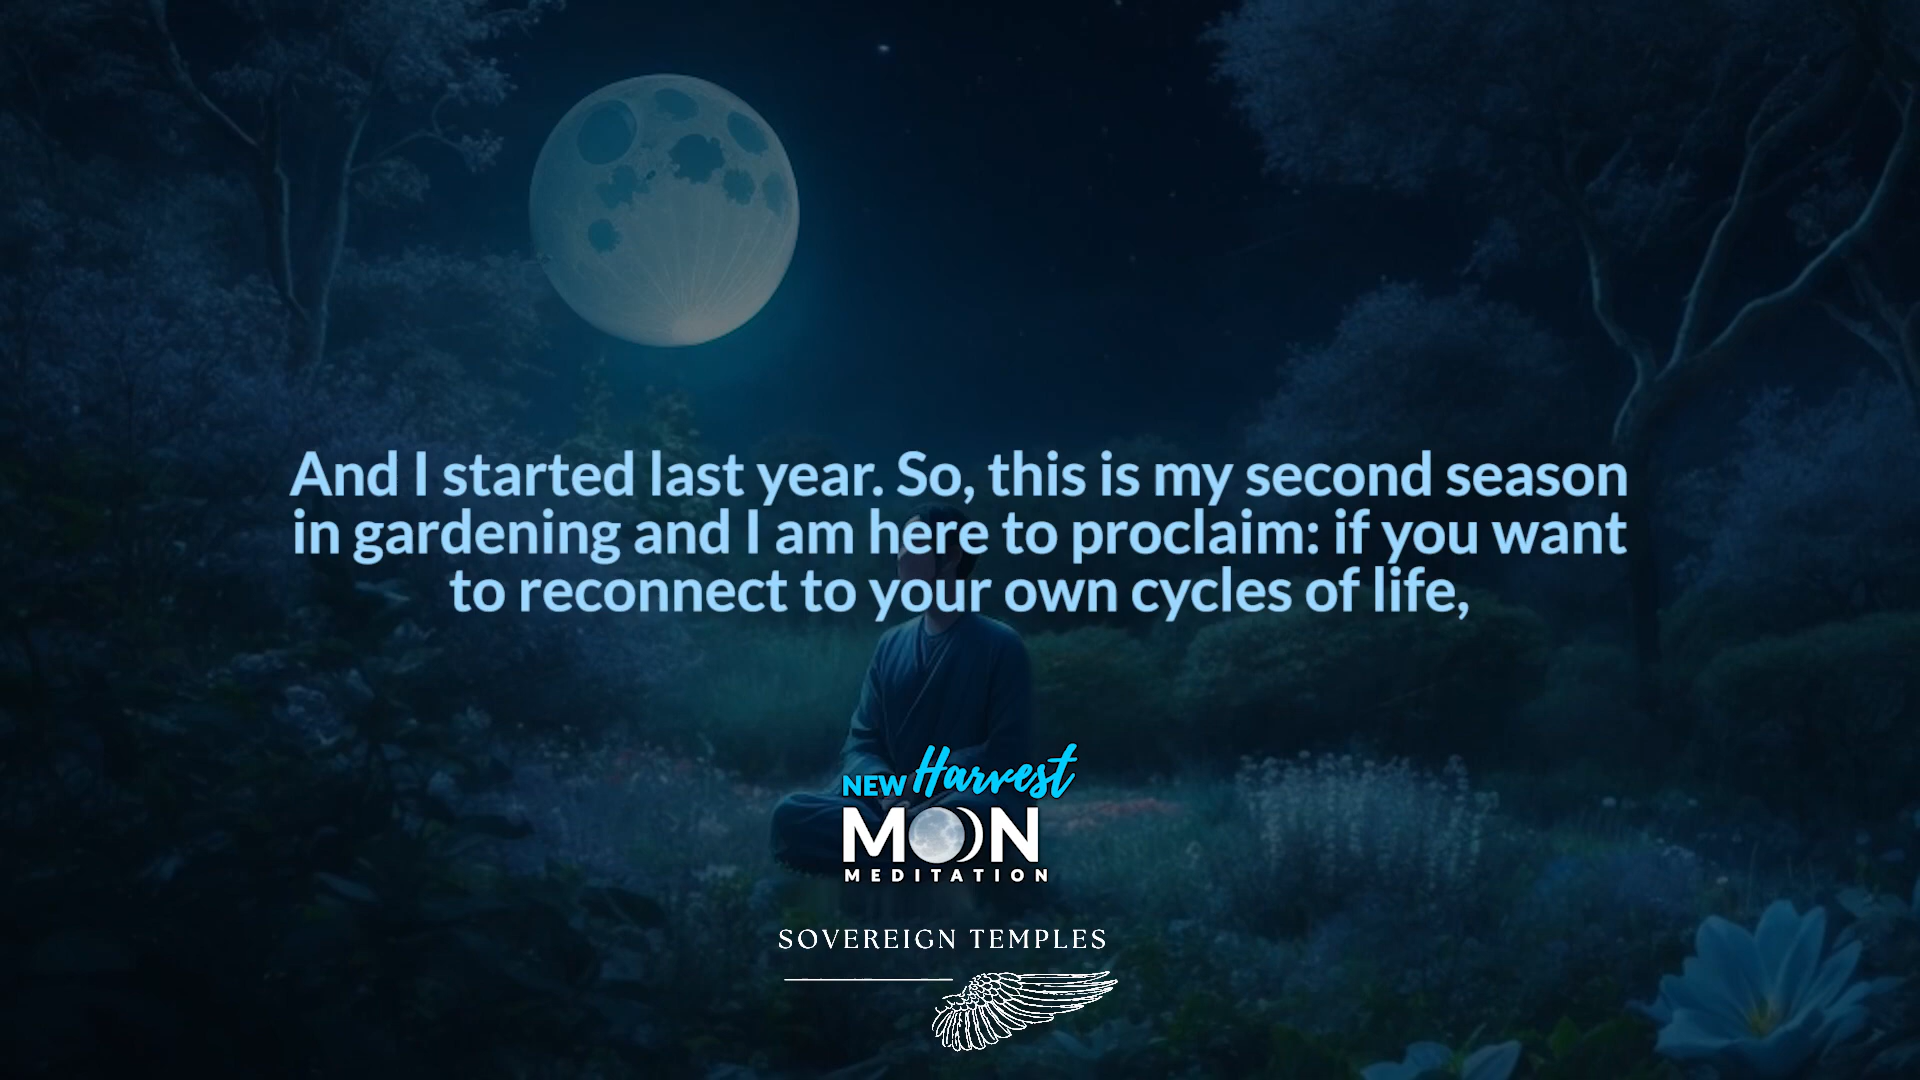 And I started last year. So, this is my second season
in gardening and I am here to proclaim: if you want
to reconnect to your own cycles of life,
NEW Harvest
MOON
MEDITATION
SOVEREIGN TEMPLES